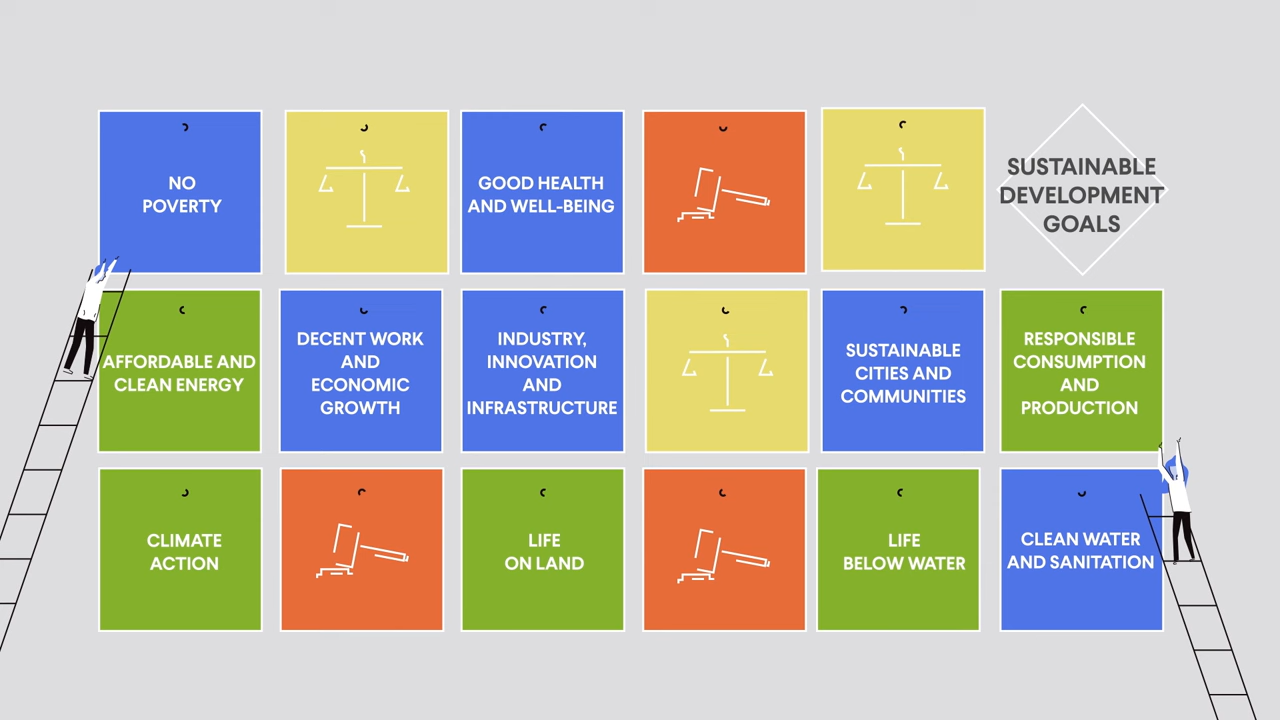 NO
POVERTY
GOOD HEALTH
AND WELL-BEING
SUSTAINABLE
DEVELOPMENT
GOALS
AFFORDABLE AND
CLEAN ENERGY
DECENT WORK
AND
ECONOMIC
GROWTH
INDUSTRY,
INNOVATION
AND
INFRASTRUCTURE
SUSTAINABLE
CITIES AND
COMMUNITIES
RESPONSIBLE
CONSUMPTION
AND
PRODUCTION
CLIMATE
ACTION
LIFE
ON LAND
LIFE
BELOW WATER
CLEAN WATER
AND SANITATION